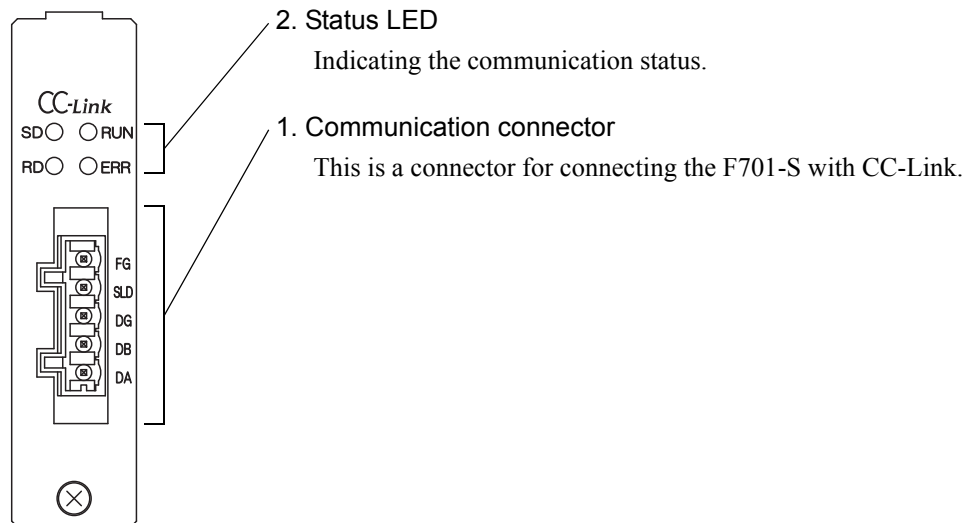 2. Status LED
Indicating the communication status.
CC-Link
SD RUN
RD ERR
1. Communication connector
This is a connector for connecting the F701-S with CC-Link.
FG
SLD
DG
DB
DA